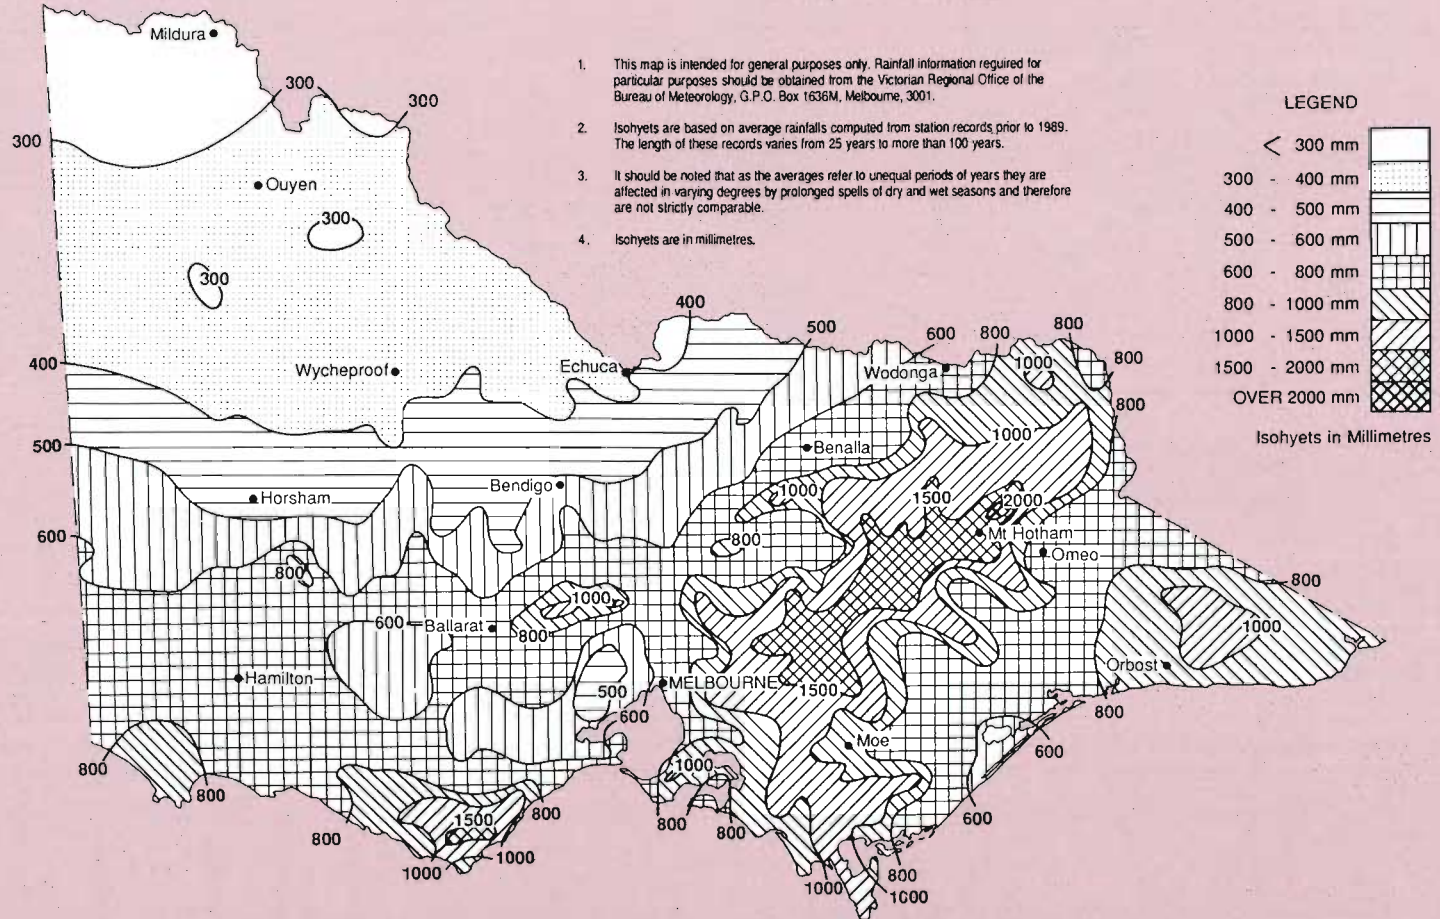 Mildura
300
300
300
Ouyen
300
300
1. This map is intended for general purposes only. Rainfall information required for
particular purposes should be obtained from the Victorian Regional Office of the
Bureau of Meteorology, G.P.O. Box 1636M, Melbourne, 3001.
2. Isohyets are based on average rainfalls computed from station records prior to 1989.
The length of these records varies from 25 years to more than 100 years.
3. It should be noted that as the averages refer to unequal periods of years they are
affected in varying degrees by prolonged spells of dry and wet seasons and therefore
are not strictly comparable.
4. Isohyets are in millimetres.
LEGEND
< 300 mm
300 - 400 mm
400 - 500 mm
500 - 600 mm
600 - 800 mm
800 - 1000 mm
1000 - 1500 mm
1500 - 2000 mm
OVER 2000 mm
Isohyets in Millimetres
400
500
600
800
800
800
800
400
Wycheproof
Echuca
Wodonga
1000
500
1000
Benalla
Horsham
Bendigo
1000
1500
2000
600
Mt Hotham
800
Omeo
800
800
1000
600
Ballarat
800
1000
Hamilton
500
MELBOURNE
1500
Orbost
600
800
Moe
600
800
800
1000
600
1500
800
800
800
800
1000
1000
1000
800
1000